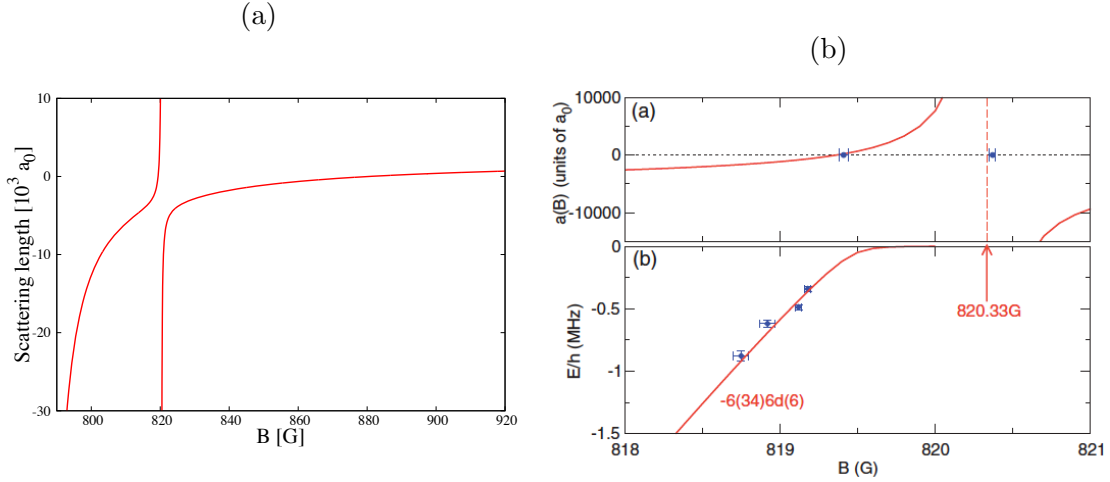 (a)
10
0
-10
-20
-30
Scattering length [10³ a₀]
800
820
840
860
880
900
920
B [G]
(b)
(a)
10000
0
-10000
a(B) (units of a₀)
(b)
0
-0.5
-1
-1.5
E/h (MHz)
820.33G
-6(34)6d(6)
818
819
820
821
B (G)